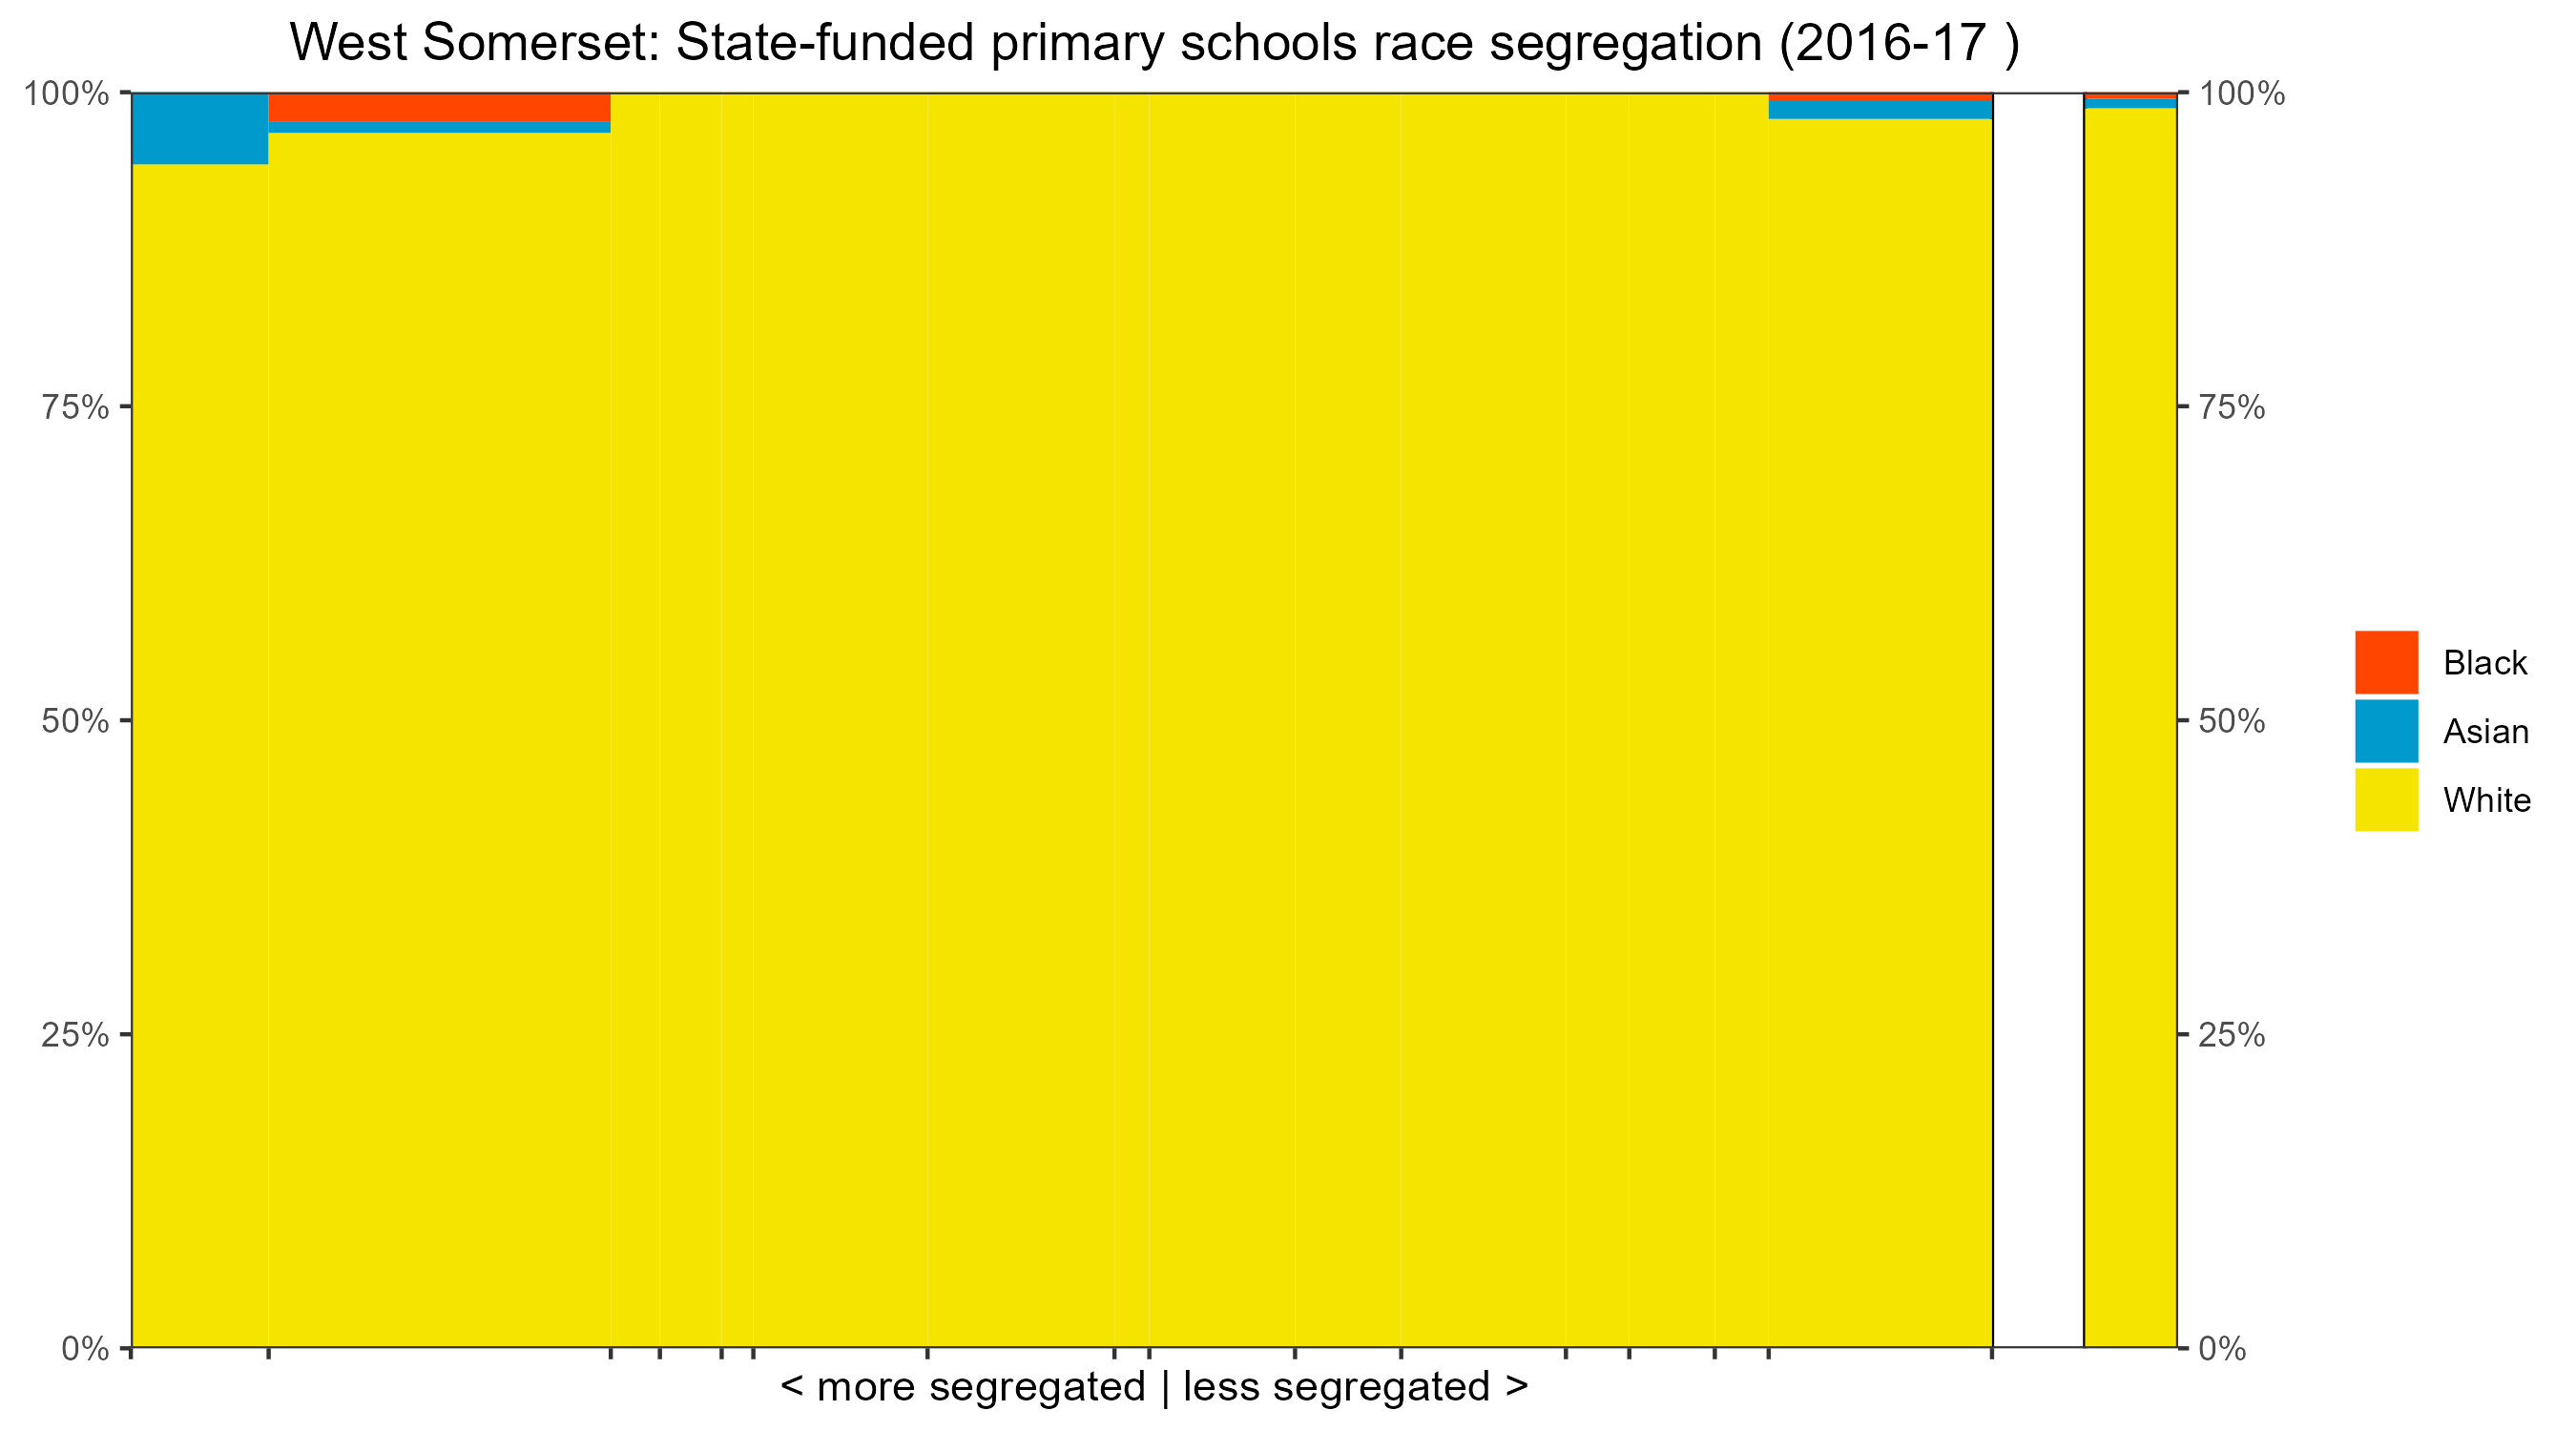 West Somerset: State-funded primary schools race segregation (2016-17 )
100%
100%
75%
75%
50%
50%
25%
25%
0%
0%
Black
Asian
White
< more segregated | less segregated >